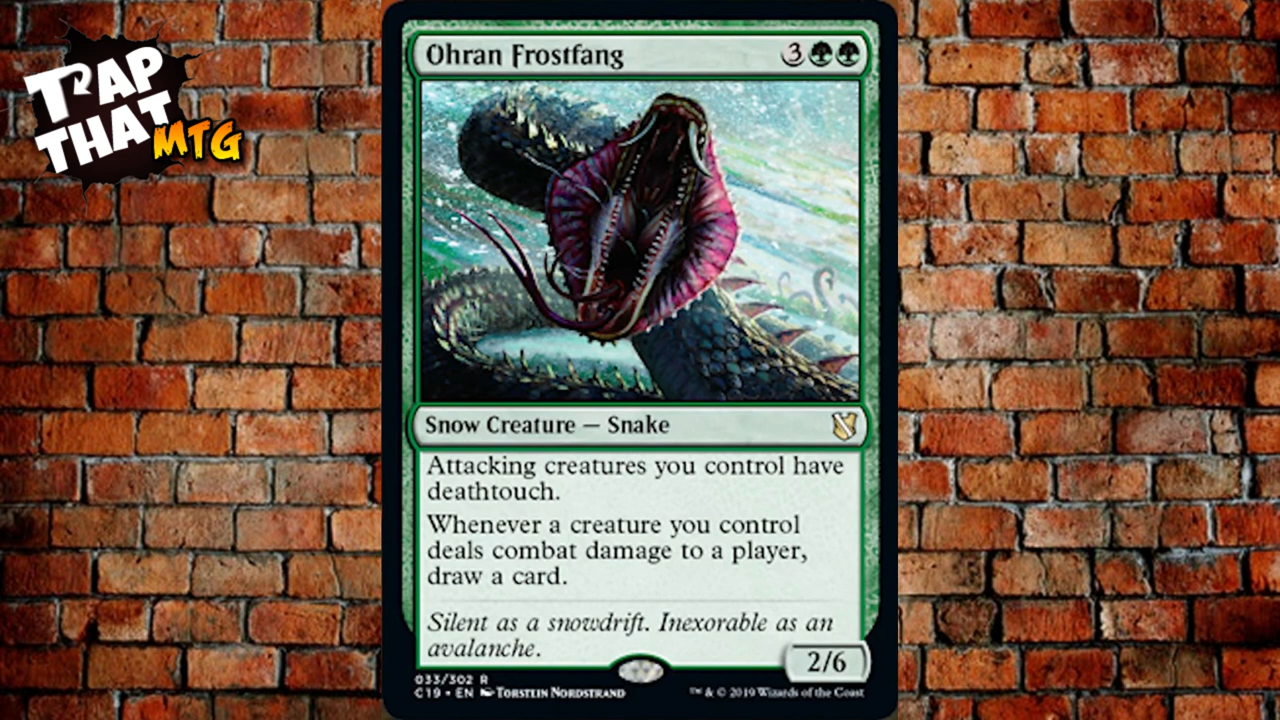 TRAP
THAT
MTG
Ohran Frostfang 3
Snow Creature — Snake
Attacking creatures you control have
deathtouch.
Whenever a creature you control
deals combat damage to a player,
draw a card.
Silent as a snowdrift. Inexorable as an
avalanche.
2/6
033/302 R
C19 • EN Torstein Nordstrand
™ & © 2019 Wizards of the Coast